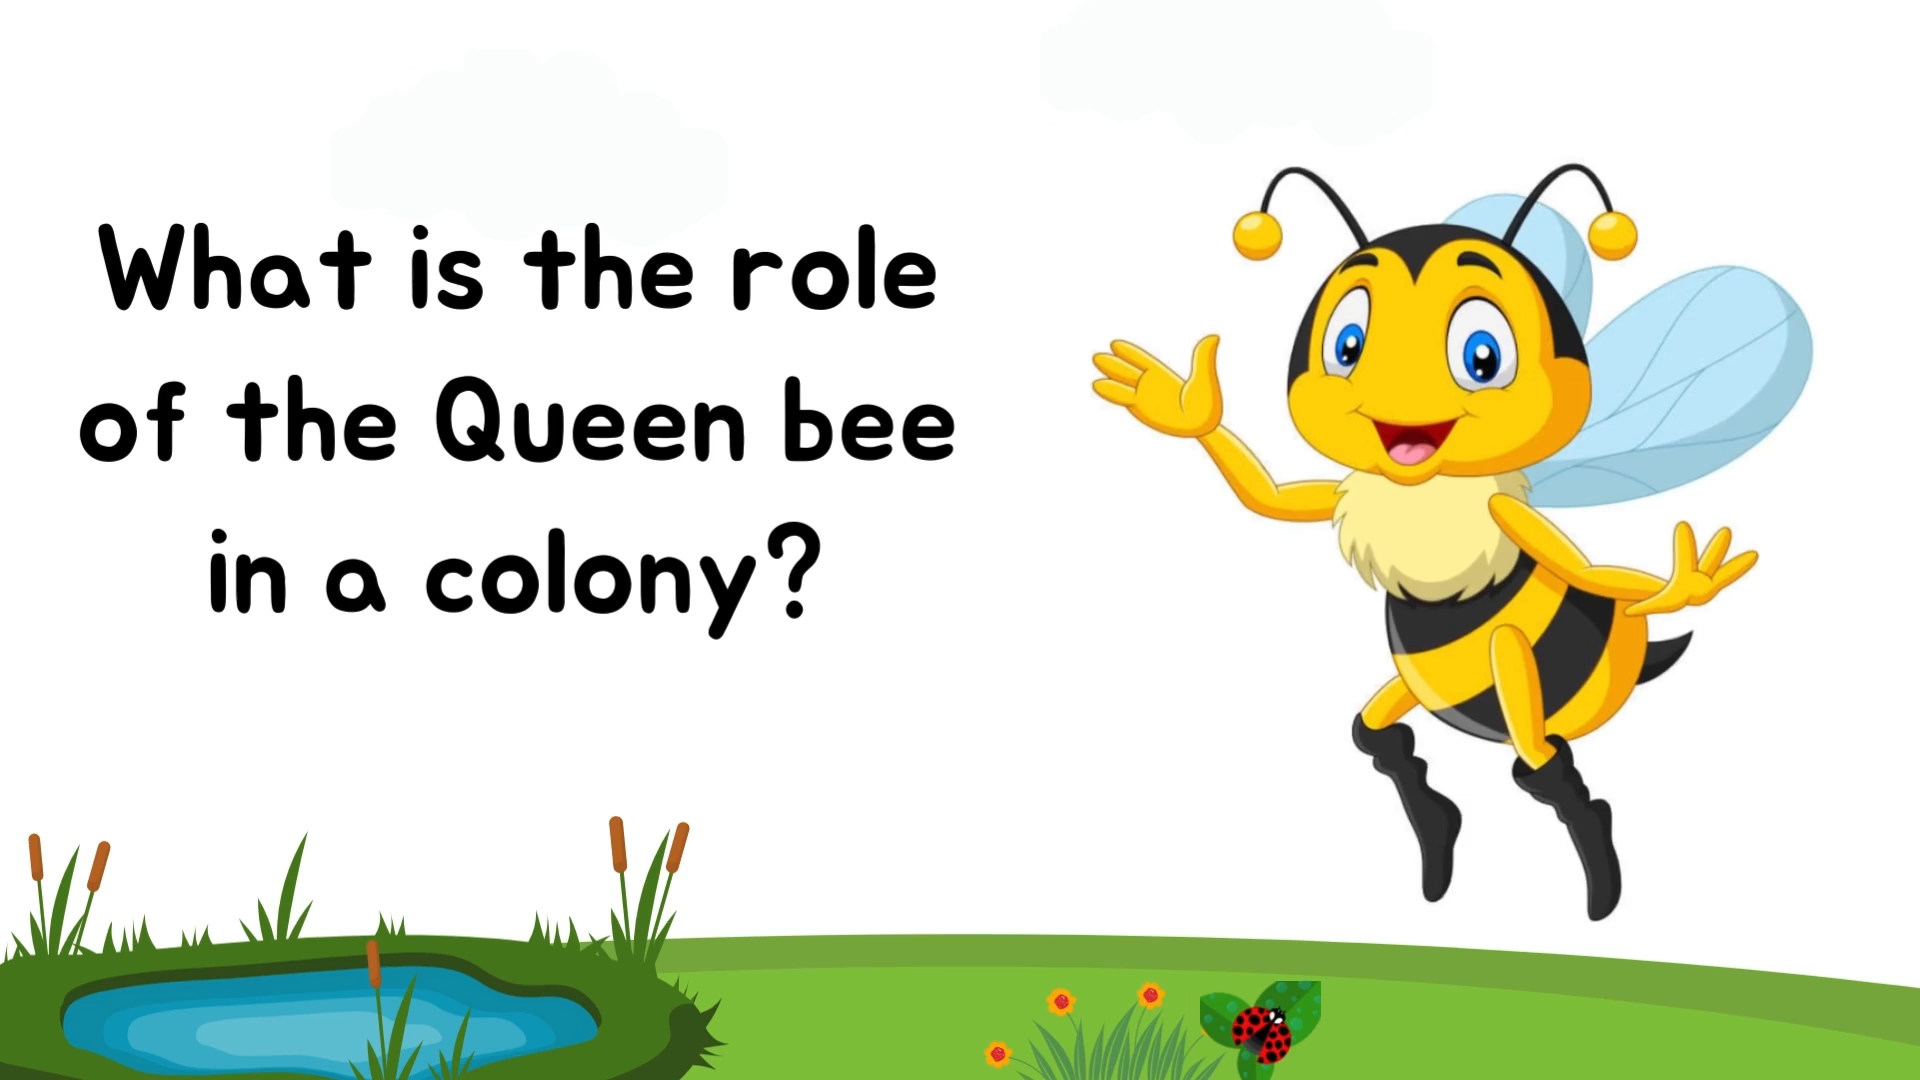 What is the role
of the Queen bee
in a colony?